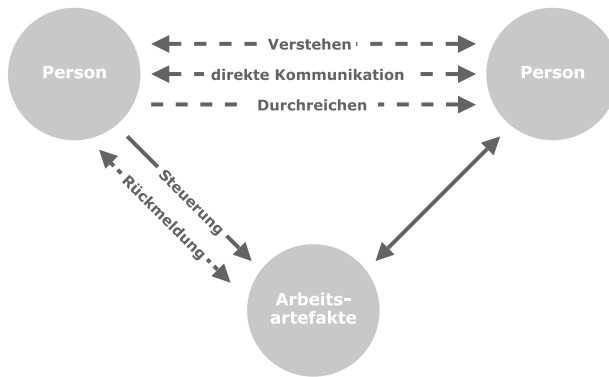 Verstehen
Person
direkte Kommunikation
Person
Durchreichen
Steuerung
Rückmeldung
Arbeits-
artefakte